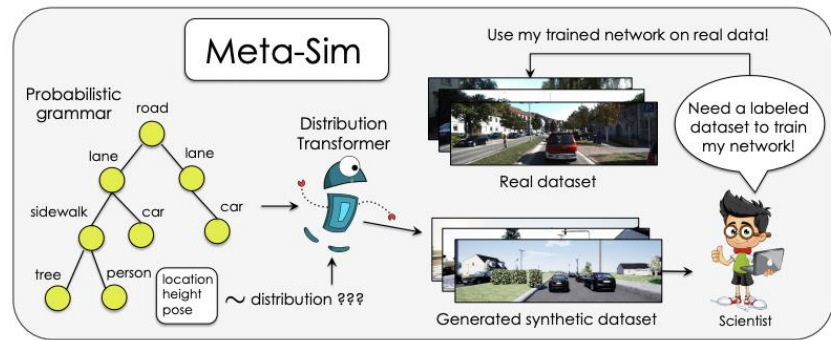 Meta-Sim
Use my trained network on real data!
Probabilistic
grammar
road
lane
lane
sidewalk
car
car
tree
person
location
height
pose
~ distribution ???
Distribution
Transformer
Real dataset
Generated synthetic dataset
Need a labeled
dataset to train
my network!
Scientist